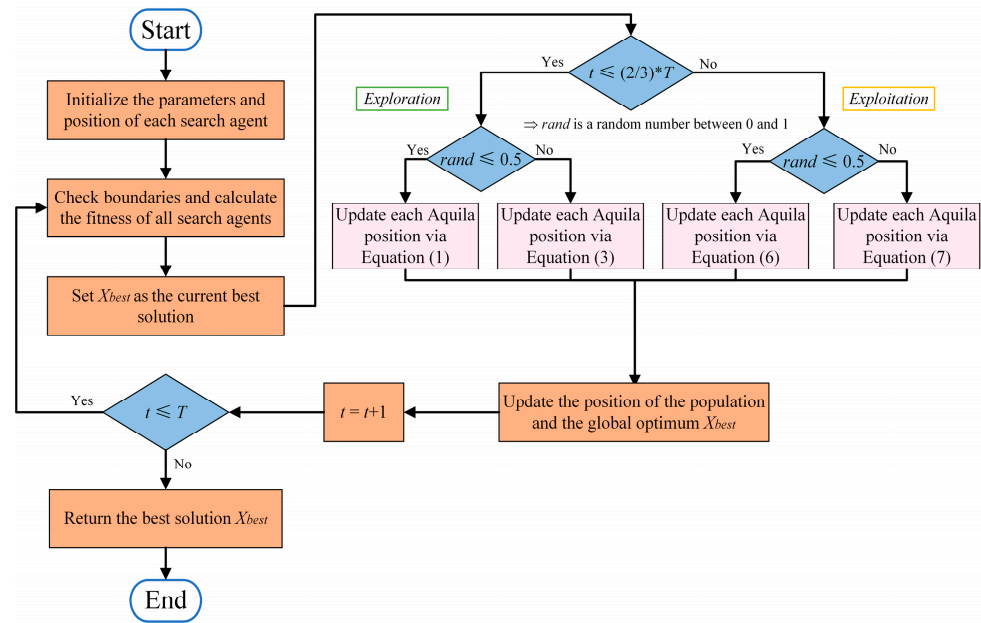 Start
Initialize the parameters and
position of each search agent
Check boundaries and calculate
the fitness of all search agents
Set Xbest as the current best
solution
t ≤ (2/3)*T
Yes
No
Exploration
Exploitation
⇒ rand is a random number between 0 and 1
rand ≤ 0.5
Yes
No
rand ≤ 0.5
Yes
No
Update each Aquila
position via
Equation (1)
Update each Aquila
position via
Equation (3)
Update each Aquila
position via
Equation (6)
Update each Aquila
position via
Equation (7)
Update the position of the population
and the global optimum Xbest
t = t+1
t ≤ T
Yes
No
Return the best solution Xbest
End